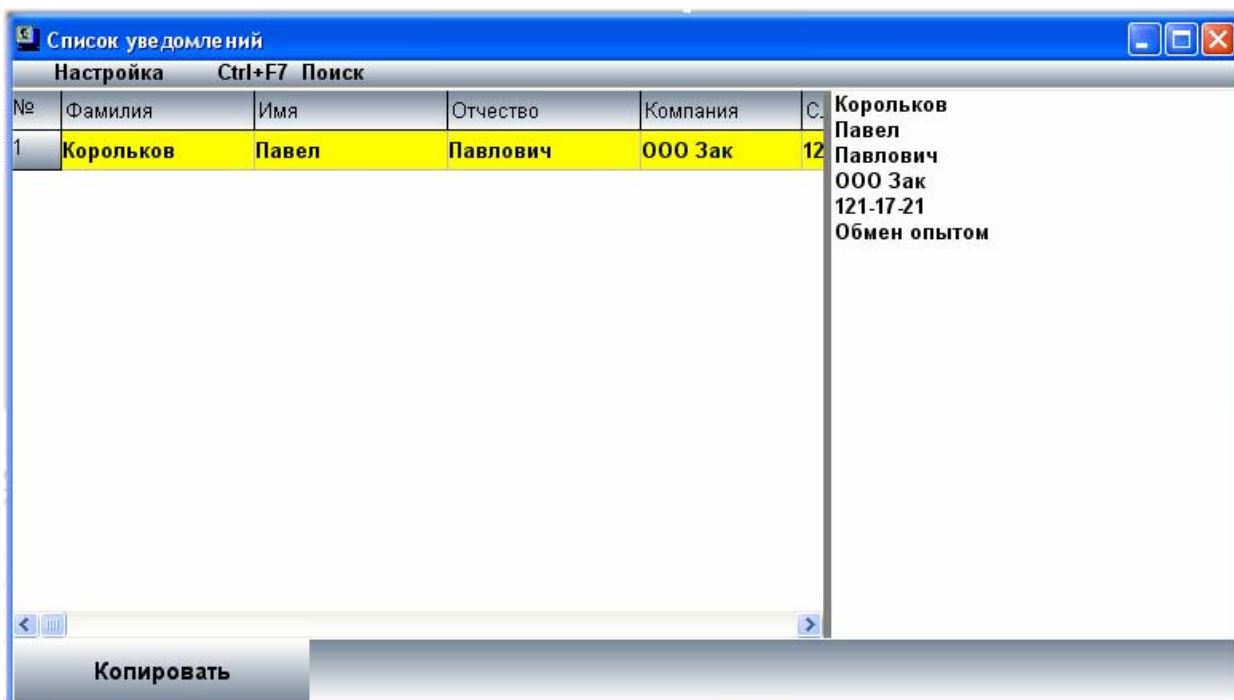 Список уведомлений
Настройка Ctrl+F7 Поиск
№ Фамилия Имя Отчество Компания С.
1 Корольков Павел Павлович ООО Зак 12
Корольков
Павел
Павлович
ООО Зак
121-17-21
Обмен опытом
Копировать